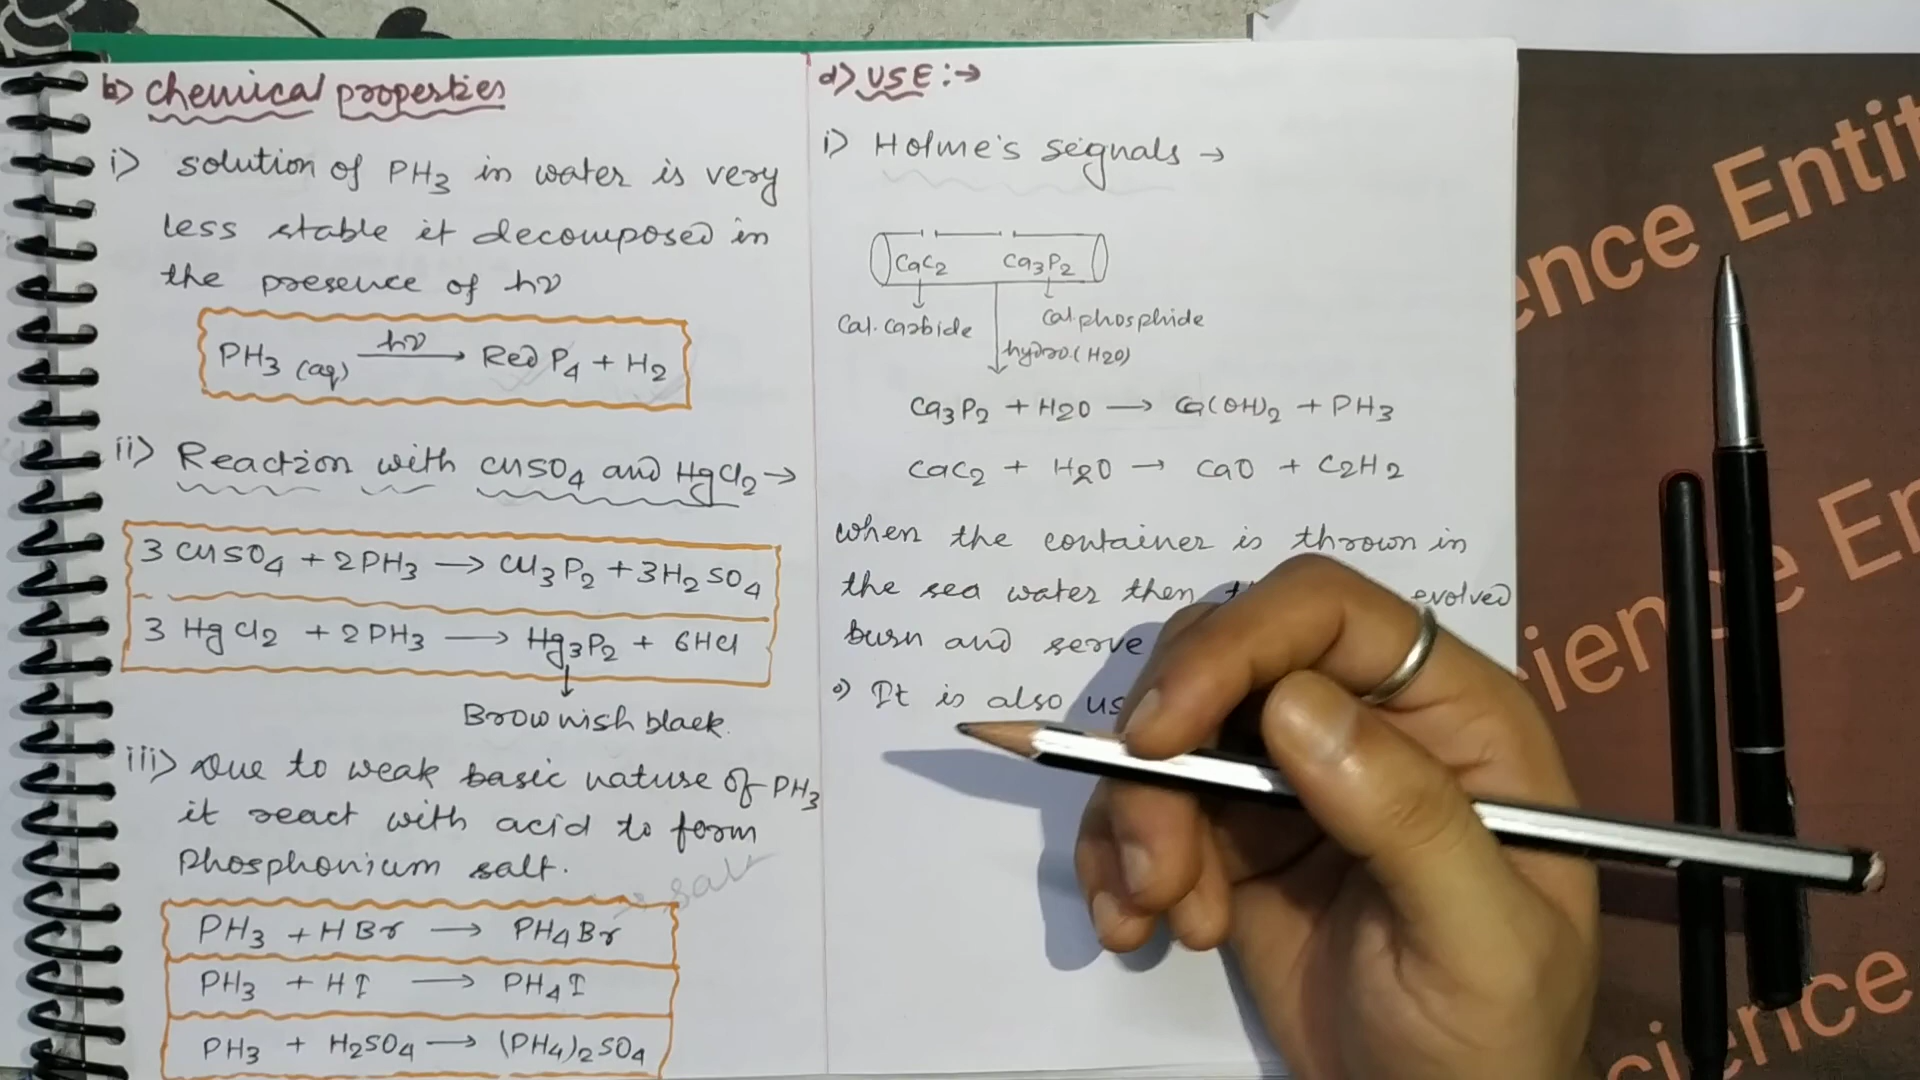 b) Chemical properties
i) solution of PH3 in water is very
less stable it decomposed in
the presence of hν
PH3 (aq) —hν→ Red P4 + H2
ii) Reaction with CuSO4 and HgCl2 →
3 CuSO4 + 2PH3 → Cu3P2 + 3H2SO4
3 HgCl2 + 2PH3 → Hg3P2 + 6HCl
↓
Brownish black.
iii) Due to weak basic nature of PH3
it react with acid to form
Phosphonium salt.
→ salt
PH3 + HBr → PH4Br
PH3 + HI → PH4I
PH3 + H2SO4 → (PH4)2SO4
d) USE :→
i) Holme's signals →
CaC2 Ca3P2
Cal. Carbide cal phosphide
hydro. (H2O)
Ca3P2 + H2O → Ca(OH)2 + PH3
CaC2 + H2O → CaO + C2H2
when the container is thrown in
the sea water then evolved
burn and serve
o) It is also
ence Entit
cience En
cience